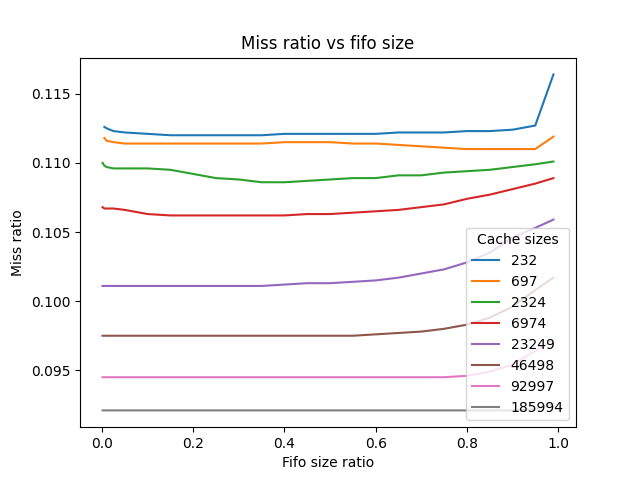 Miss ratio vs fifo size
Miss ratio
0.115
0.110
0.105
0.100
0.095
0.0 0.2 0.4 0.6 0.8 1.0
Fifo size ratio
Cache sizes
232
697
2324
6974
23249
46498
92997
185994